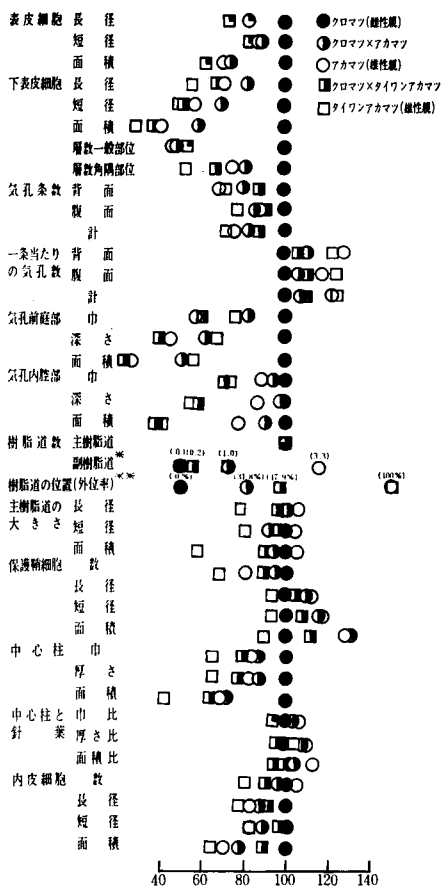 表皮細胞 長径
短径
面積
下表皮細胞 長径
短径
面積
層数一般部位
層数角隅部位
気孔条数 背面
腹面
計
一条当たりの気孔数 背面
腹面
計
気孔前庭部 巾
深さ
面積
気孔内腔部 巾
深さ
面積
樹脂道数 主樹脂道
副樹脂道*
(0) (0.2) (1.0) (3.3)
樹脂道の位置(外位率)**
(0%) (31.8%) (47.9%) (100%)
主樹脂道の大きさ 長径
短径
面積
保護鞘細胞 数
長径
短径
面積
中心柱 巾
厚さ
面積
中心柱と針葉 巾比
厚さ比
面積比
内皮細胞 数
長径
短径
面積
クロマツ(雄性親)
クロマツ×アカマツ
アカマツ(雄性親)
クロマツ×タイワンアカマツ
タイワンアカマツ(雄性親)
40 60 80 100 120 140